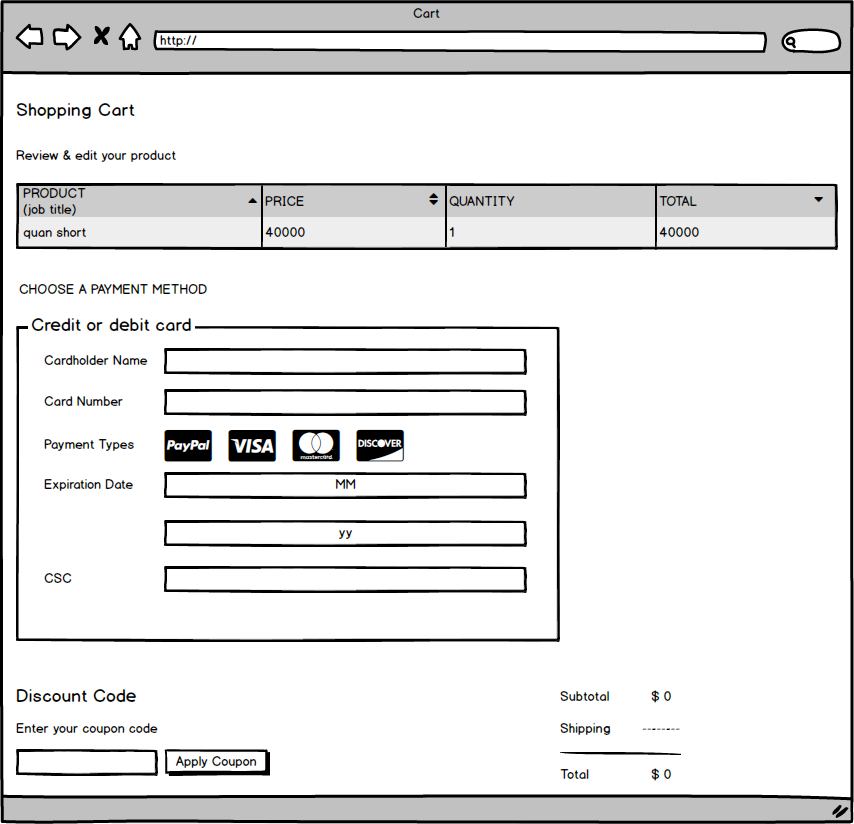 Cart
http://
Shopping Cart
Review & edit your product
PRODUCT
(job title)
PRICE
QUANTITY
TOTAL
quan short
40000
1
40000
CHOOSE A PAYMENT METHOD
Credit or debit card
Cardholder Name
Card Number
Payment Types
PayPal
VISA
mastercard.
DISCOVER
Expiration Date
MM
yy
CSC
Discount Code
Enter your coupon code
Apply Coupon
Subtotal $ 0
Shipping --------
Total $ 0